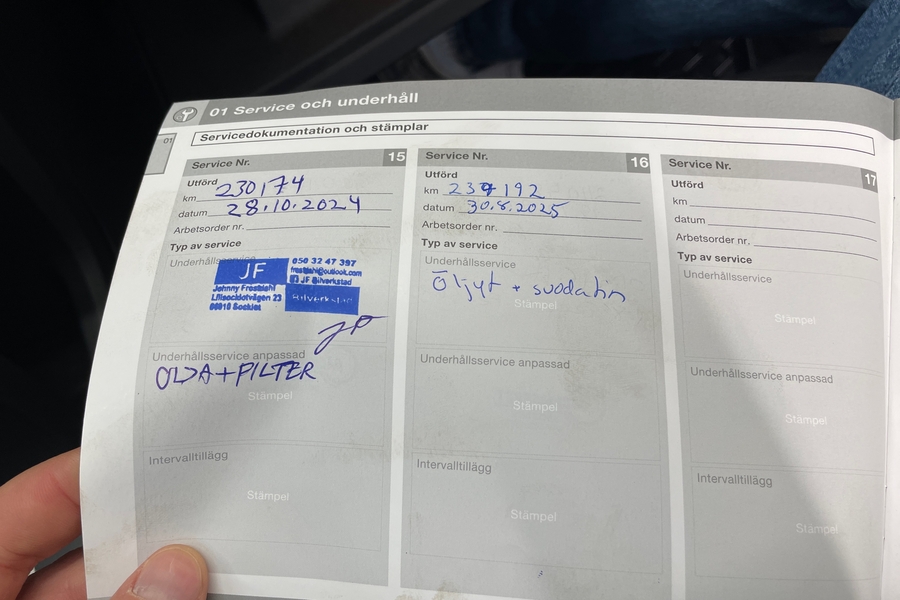 01 Service och underhåll
01
Servicedokumentation och stämplar
Service Nr. 15
Utförd
km 230174
datum 28.10.2024
Arbetsorder nr.
Typ av service
Underhållsservice
JF
Johnny Frostdahl
Lillsocklotvägen 23
66810 Socklot
050 32 47 397
JF Bilverkstad
Bilverkstad
JF
Underhållsservice anpassad
OLJA+FILTER
Stämpel
Intervalltillägg
Stämpel
Service Nr. 16
Utförd
km 239192
datum 30.8.2025
Arbetsorder nr.
Typ av service
Underhållsservice
Öljyt + suodatin
Stämpel
Underhållsservice anpassad
Stämpel
Intervalltillägg
Stämpel
Service Nr. 17
Utförd
km
datum
Arbetsorder nr.
Typ av service
Underhållsservice
Stämpel
Underhållsservice anpassad
Stämpel
Intervalltillägg
Stämpel